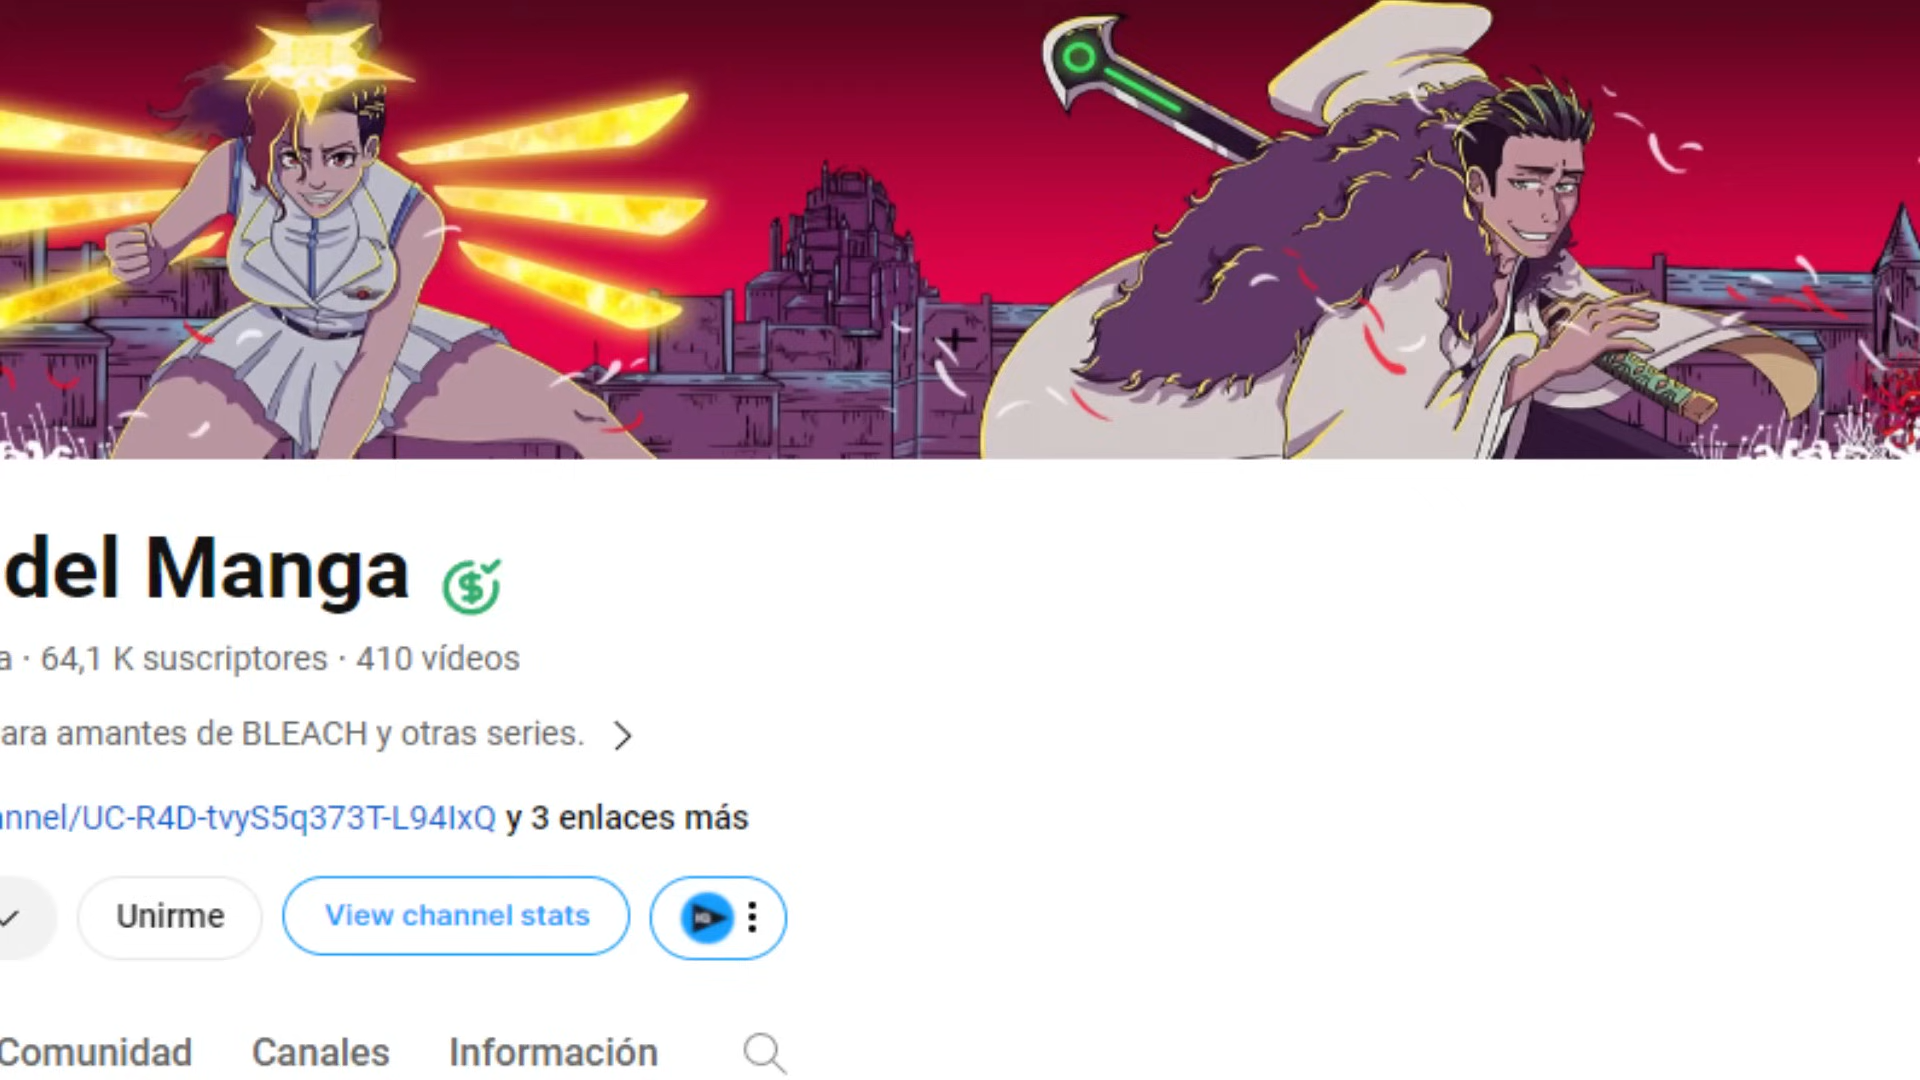 del Manga
a · 64,1 K suscriptores · 410 vídeos
ara amantes de BLEACH y otras series.
nnel/UC-R4D-tvyS5q373T-L94IxQ y 3 enlaces más
Unirme
View channel stats
Comunidad
Canales
Información